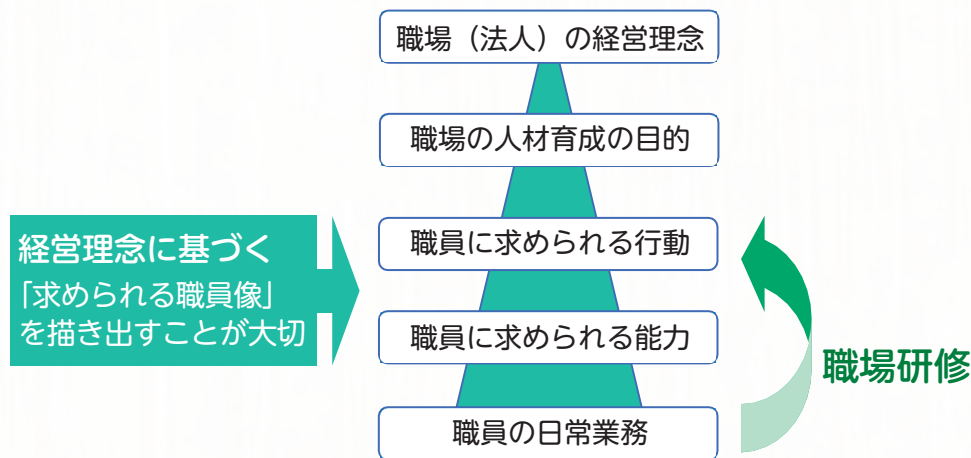 職場（法人）の経営理念
職場の人材育成の目的
経営理念に基づく
「求められる職員像」
を描き出すことが大切
職員に求められる行動
職員に求められる能力
職員の日常業務
職場研修